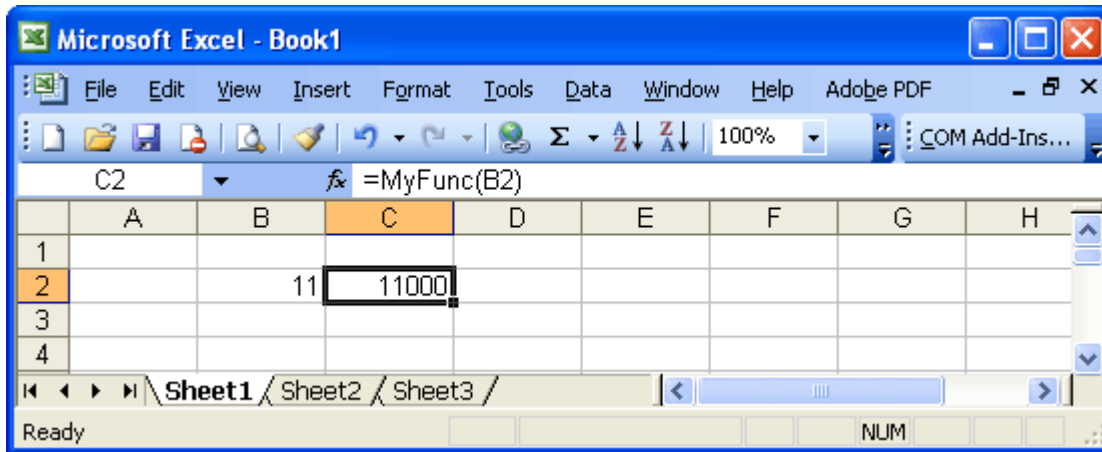 Microsoft Excel - Book1
File Edit View Insert Format Tools Data Window Help Adobe PDF
Σ A Z Z A 100% COM Add-Ins...
C2 fx =MyFunc(B2)
A B C D E F G H
1
2 11 11000
3
4
Sheet1 Sheet2 Sheet3
Ready NUM